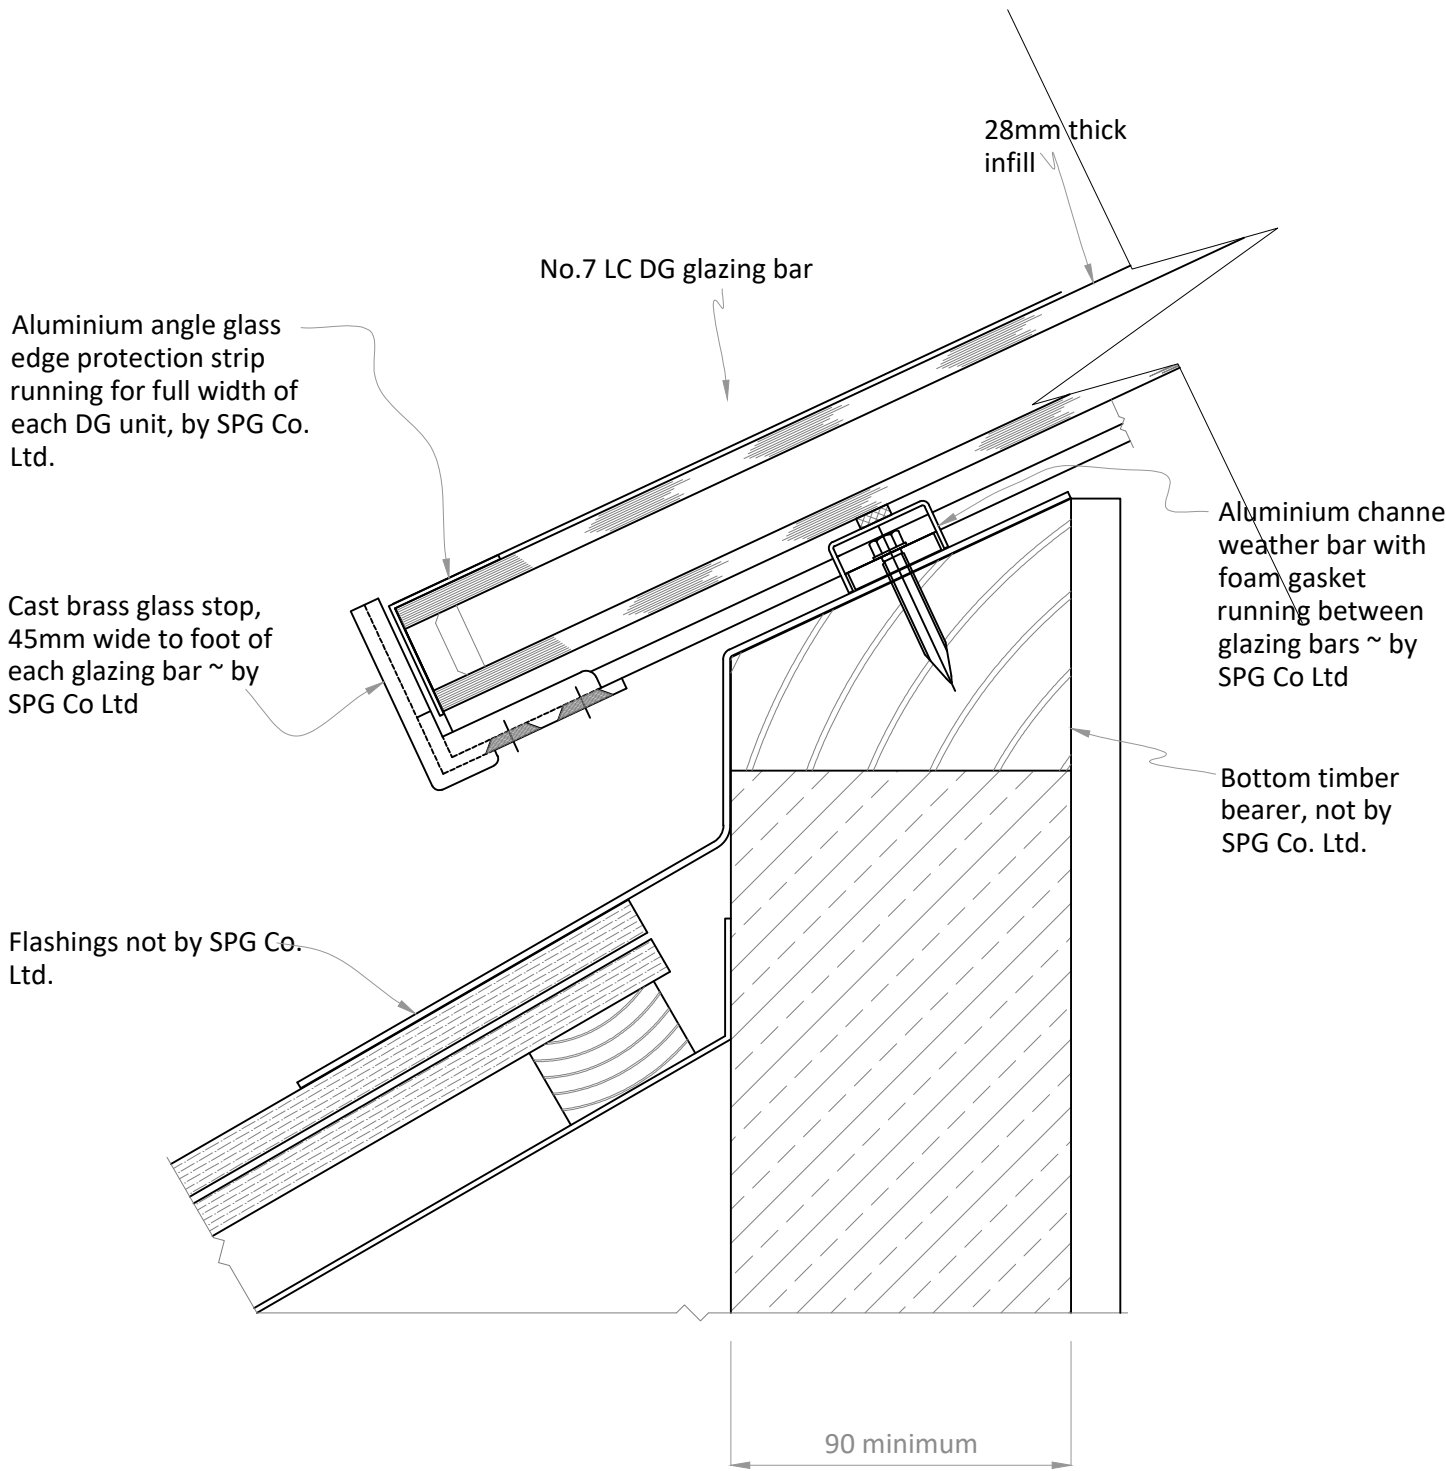 28mm thick
infill
No.7 LC DG glazing bar
Aluminium angle glass
edge protection strip
running for full width of
each DG unit, by SPG Co.
Ltd.
Cast brass glass stop,
45mm wide to foot of
each glazing bar ~ by
SPG Co Ltd
Aluminium channe
weather bar with
foam gasket
running between
glazing bars ~ by
SPG Co Ltd
Bottom timber
bearer, not by
SPG Co. Ltd.
Flashings not by SPG Co.
Ltd.
90 minimum